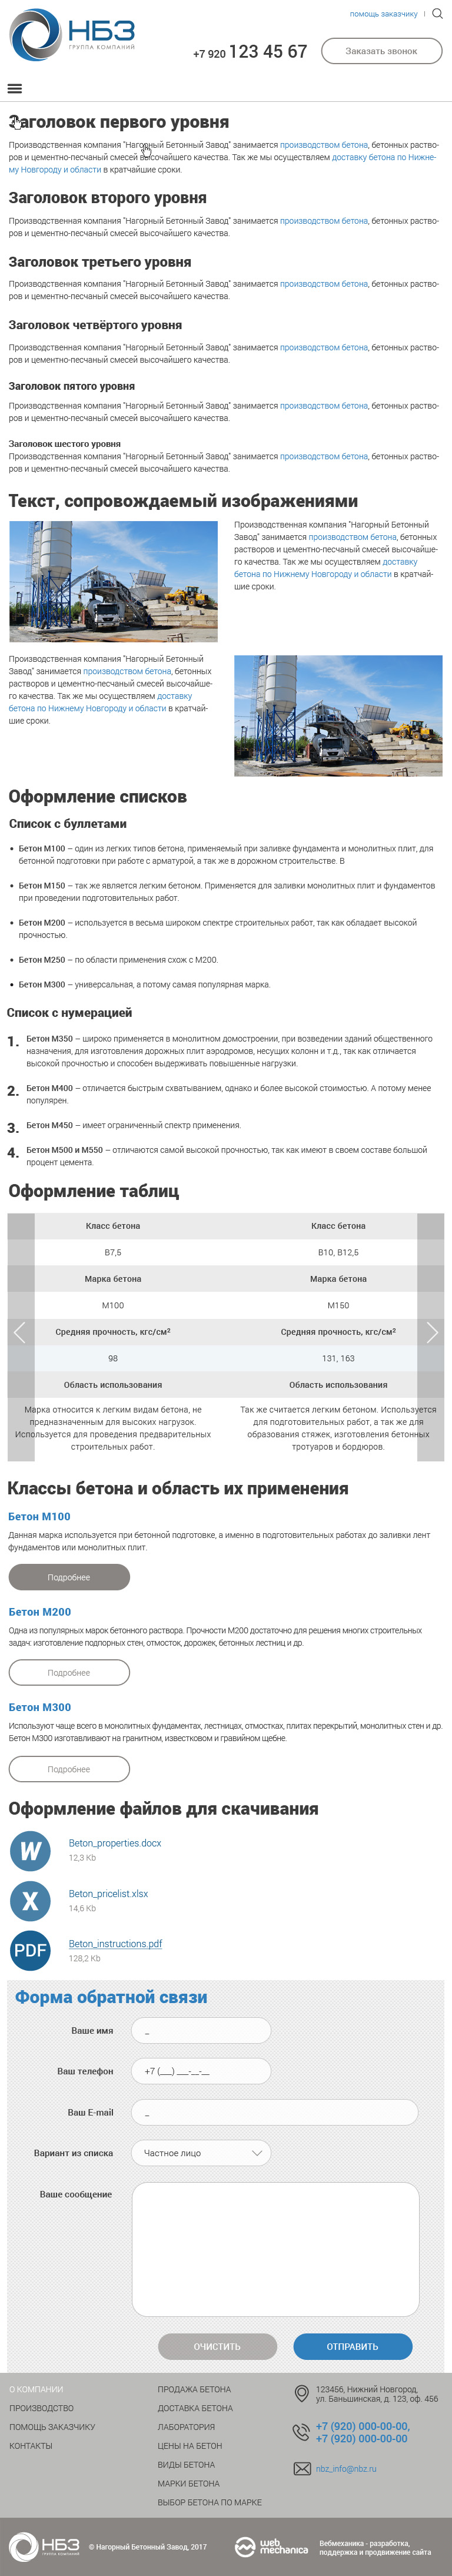 НБЗ
ГРУППА КОМПАНИЙ
помощь заказчику
+7 920 123 45 67
Заказать звонок
Заголовок первого уровня
Производственная компания "Нагорный Бетонный Завод" занимается производством бетона, бетонных раство-
ров и цементно-песчаный смесей высочайшего качества. Так же мы осуществляем доставку бетона по Нижне-
му Новгороду и области в кратчайшие сроки.
Заголовок второго уровня
Производственная компания "Нагорный Бетонный Завод" занимается производством бетона, бетонных раство-
ров и цементно-песчаный смесей высочайшего качества.
Заголовок третьего уровня
Производственная компания "Нагорный Бетонный Завод" занимается производством бетона, бетонных раство-
ров и цементно-песчаный смесей высочайшего качества.
Заголовок четвёртого уровня
Производственная компания "Нагорный Бетонный Завод" занимается производством бетона, бетонных раство-
ров и цементно-песчаный смесей высочайшего качества.
Заголовок пятого уровня
Производственная компания "Нагорный Бетонный Завод" занимается производством бетона, бетонных раство-
ров и цементно-песчаный смесей высочайшего качества.
Заголовок шестого уровня
Производственная компания "Нагорный Бетонный Завод" занимается производством бетона, бетонных раство-
ров и цементно-песчаный смесей высочайшего качества.
Текст, сопровождаемый изображениями
Производственная компания "Нагорный Бетонный
Завод" занимается производством бетона, бетонных
растворов и цементно-песчаный смесей высочайше-
го качества. Так же мы осуществляем доставку
бетона по Нижнему Новгороду и области в кратчай-
шие сроки.
Производственная компания "Нагорный Бетонный
Завод" занимается производством бетона, бетонных
растворов и цементно-песчаный смесей высочайше-
го качества. Так же мы осуществляем доставку
бетона по Нижнему Новгороду и области в кратчай-
шие сроки.
Оформление списков
Список с буллетами
• Бетон М100 – один из легких типов бетона, применяемый при заливке фундамента и монолитных плит, для
бетонной подготовки при работе с арматурой, а так же в дорожном строительстве. В
• Бетон М150 – так же является легким бетоном. Применяется для заливки монолитных плит и фундаментов
при проведении подготовительных работ.
• Бетон М200 – используется в весьма широком спектре строительных работ, так как обладает высокой
прочностью.
• Бетон М250 – по области применения схож с М200.
• Бетон М300 – универсальная, а потому самая популярная марка.
Список с нумерацией
1. Бетон М350 – широко применяется в монолитном домостроении, при возведении зданий общественного
назначения, для изготовления дорожных плит аэродромов, несущих колонн и т.д., так как отличается
высокой прочностью и способен выдерживать повышенные нагрузки.
2. Бетон М400 – отличается быстрым схватыванием, однако и более высокой стоимостью. А потому менее
популярен.
3. Бетон М450 – имеет ограниченный спектр применения.
4. Бетон М500 и М550 – отличаются самой высокой прочностью, так как имеют в своем составе большой
процент цемента.
Оформление таблиц
Класс бетона Класс бетона
В7,5 В10, В12,5
Марка бетона Марка бетона
М100 М150
Средняя прочность, кгс/см² Средняя прочность, кгс/см²
98 131, 163
Область использования Область использования
Марка относится к легким видам бетона, не
предназначенным для высоких нагрузок.
Используется для проведения предварительных
строительных работ.
Так же считается легким бетоном. Используется
для подготовительных работ, а так же для
образования стяжек, изготовления бетонных
тротуаров и бордюров.
Классы бетона и область их применения
Бетон М100
Данная марка используется при бетонной подготовке, а именно в подготовительных работах до заливки лент
фундаментов или монолитных плит.
Подробнее
Бетон М200
Одна из популярных марок бетонного раствора. Прочности М200 достаточно для решения многих строительных
задач: изготовление подпорных стен, отмосток, дорожек, бетонных лестниц и др.
Подробнее
Бетон М300
Используют чаще всего в монолитных фундаментах, лестницах, отмостках, плитах перекрытий, монолитных стен и др.
Бетон М300 изготавливают на гранитном, известковом и гравийном щебне.
Подробнее
Оформление файлов для скачивания
W
Beton_properties.docx
12,3 Kb
X
Beton_pricelist.xlsx
14,6 Kb
PDF
Beton_instructions.pdf
128,2 Kb
Форма обратной связи
Ваше имя _
Ваш телефон +7 (___) ___-__-__
Ваш E-mail _
Вариант из списка Частное лицо
Ваше сообщение
ОЧИСТИТЬ ОТПРАВИТЬ
О КОМПАНИИ
ПРОИЗВОДСТВО
ПОМОЩЬ ЗАКАЗЧИКУ
КОНТАКТЫ
ПРОДАЖА БЕТОНА
ДОСТАВКА БЕТОНА
ЛАБОРАТОРИЯ
ЦЕНЫ НА БЕТОН
ВИДЫ БЕТОНА
МАРКИ БЕТОНА
ВЫБОР БЕТОНА ПО МАРКЕ
123456, Нижний Новгород,
ул. Баньшинская, д. 123, оф. 456
+7 (920) 000-00-00,
+7 (920) 000-00-00
nbz_info@nbz.ru
НБЗ
ГРУППА КОМПАНИЙ
© Нагорный Бетонный Завод, 2017
web
mechanica
Вебмеханика - разработка,
поддержка и продвижение сайта